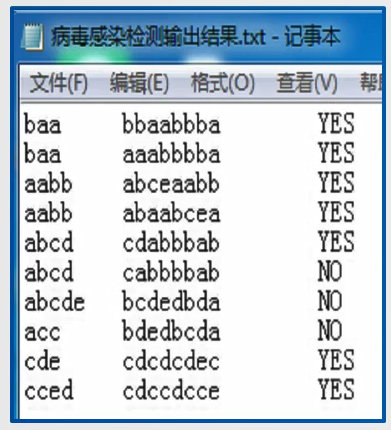 病毒感染检测输出结果.txt - 记事本
文件(F) 编辑(E) 格式(O) 查看(V) 帮
baa bbaabbba YES
baa aaabbbba YES
aabb abceaabb YES
aabb abaabcea YES
abcd cdabbbab YES
abcd cabbbbab NO
abcde bcdedbda NO
acc bdedbcda NO
cde cdcdcdec YES
cced cdccdcce YES